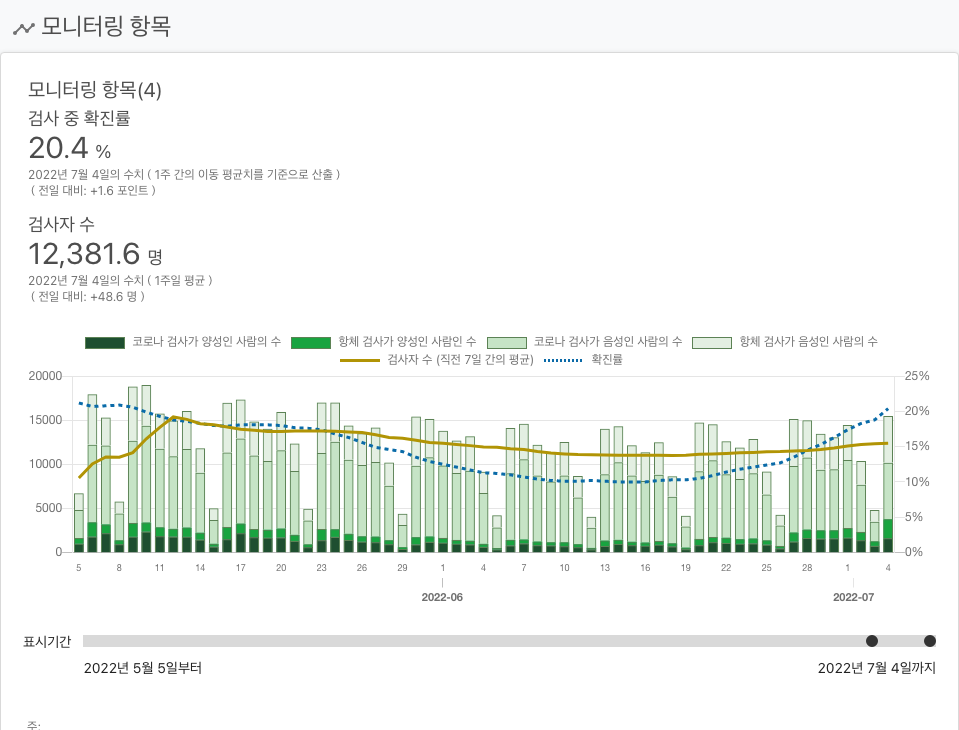 모니터링 항목
모니터링 항목(4)
검사 중 확진률
20.4 %
2022년 7월 4일의 수치 ( 1주 간의 이동 평균치를 기준으로 산출 )
( 전일 대비: +1.6 포인트 )
검사자 수
12,381.6 명
2022년 7월 4일의 수치 ( 1주일 평균 )
( 전일 대비: +48.6 명 )
코로나 검사가 양성인 사람의 수 항체 검사가 양성인 사람인 수 코로나 검사가 음성인 사람의 수 항체 검사가 음성인 사람의 수
검사자 수 (직전 7일 간의 평균) 확진률
20000 25%
20%
15000
15%
10000
10%
5000
5%
0 0%
5 8 11 14 17 20 23 26 29 1 4 7 10 13 16 19 22 25 28 1 4
2022-06 2022-07
표시기간
2022년 5월 5일부터 2022년 7월 4일까지
주: